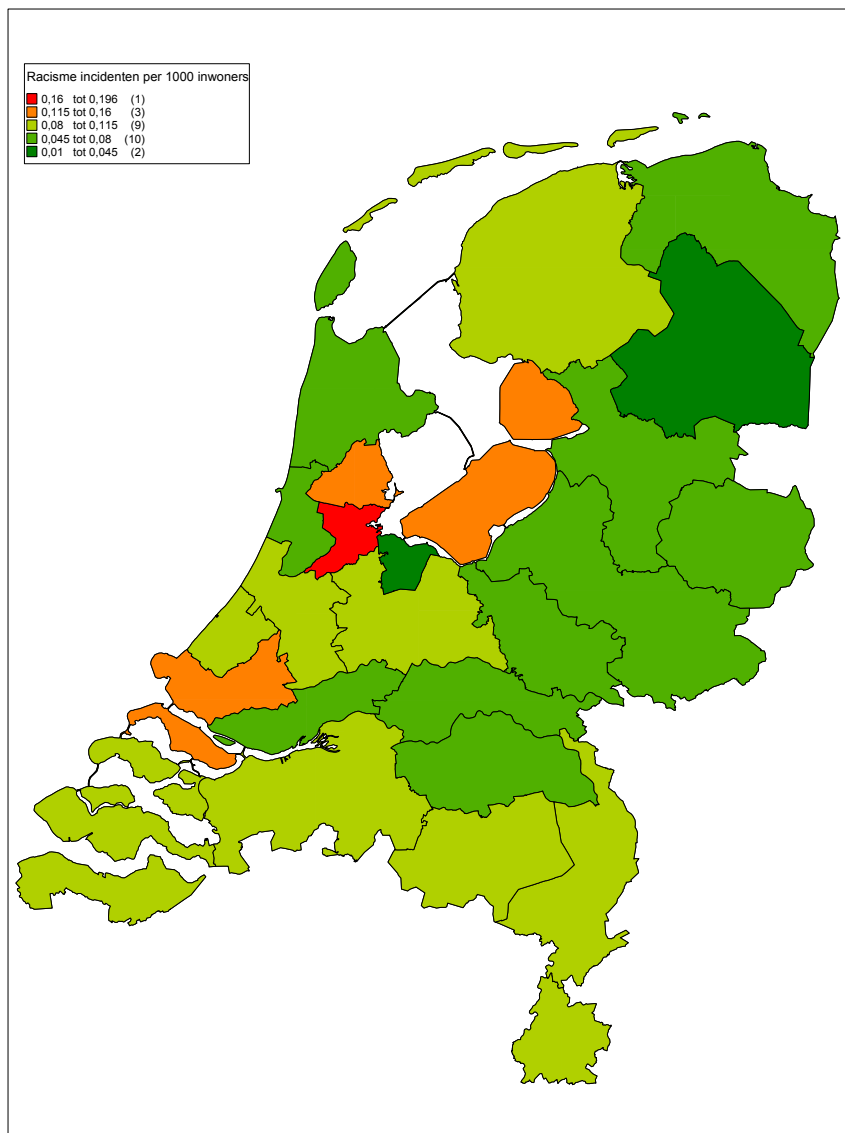 Racisme incidenten per 1000 inwoners
0,16 tot 0,196 (1)
0,115 tot 0,16 (3)
0,08 tot 0,115 (9)
0,045 tot 0,08 (10)
0,01 tot 0,045 (2)